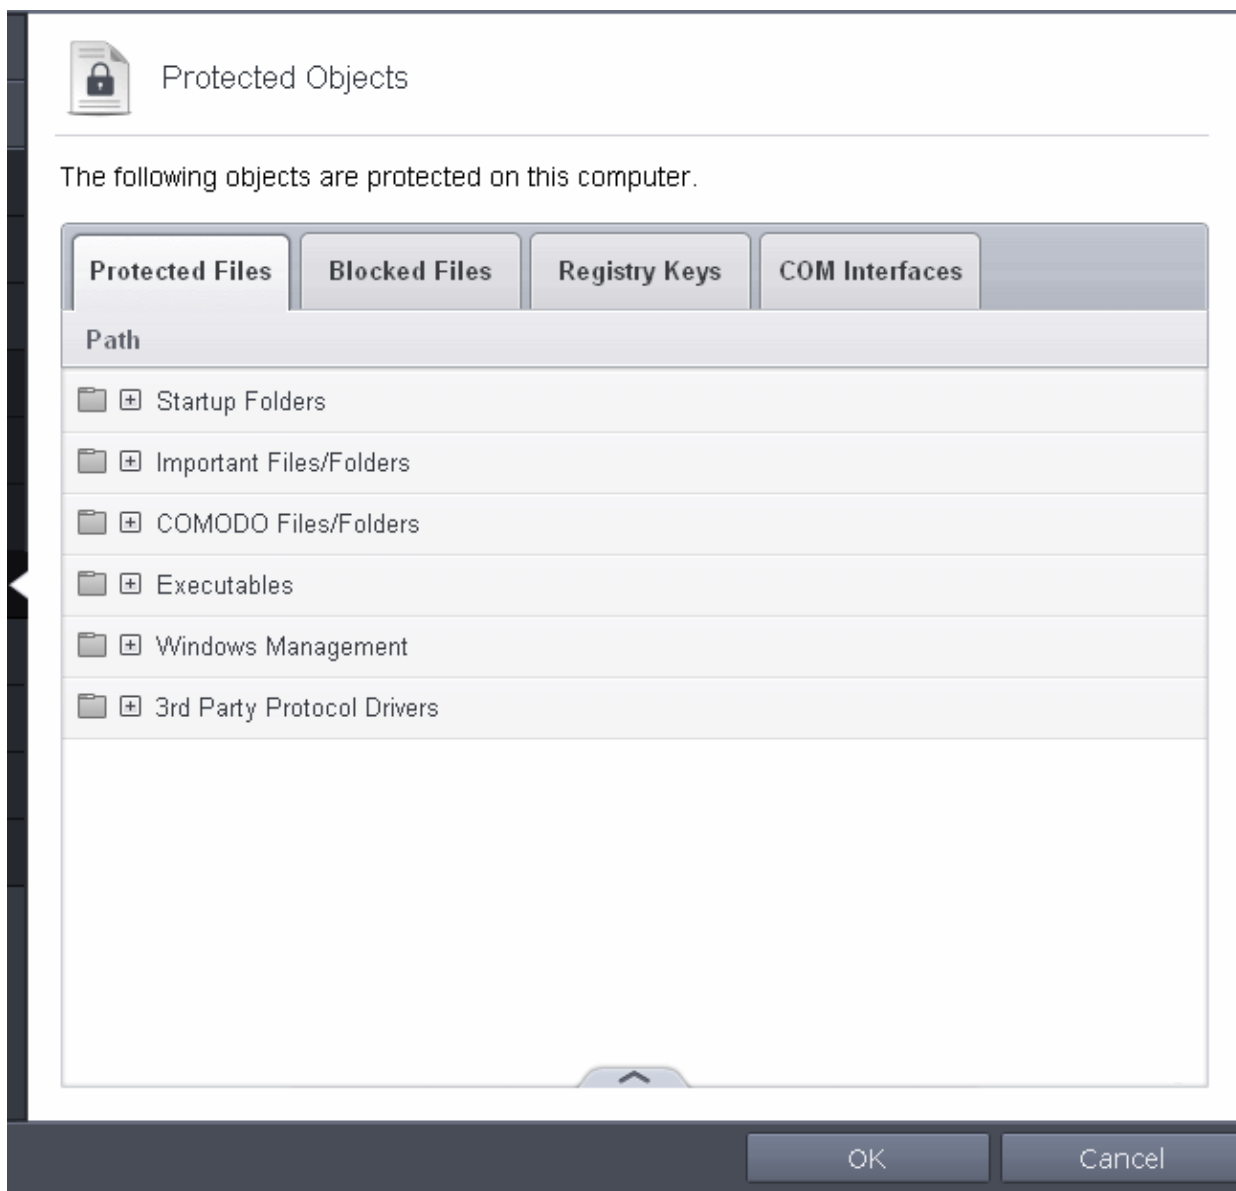 Protected Objects
The following objects are protected on this computer.
Protected Files Blocked Files Registry Keys COM Interfaces
Path
Startup Folders
Important Files/Folders
COMODO Files/Folders
Executables
Windows Management
3rd Party Protocol Drivers
OK Cancel